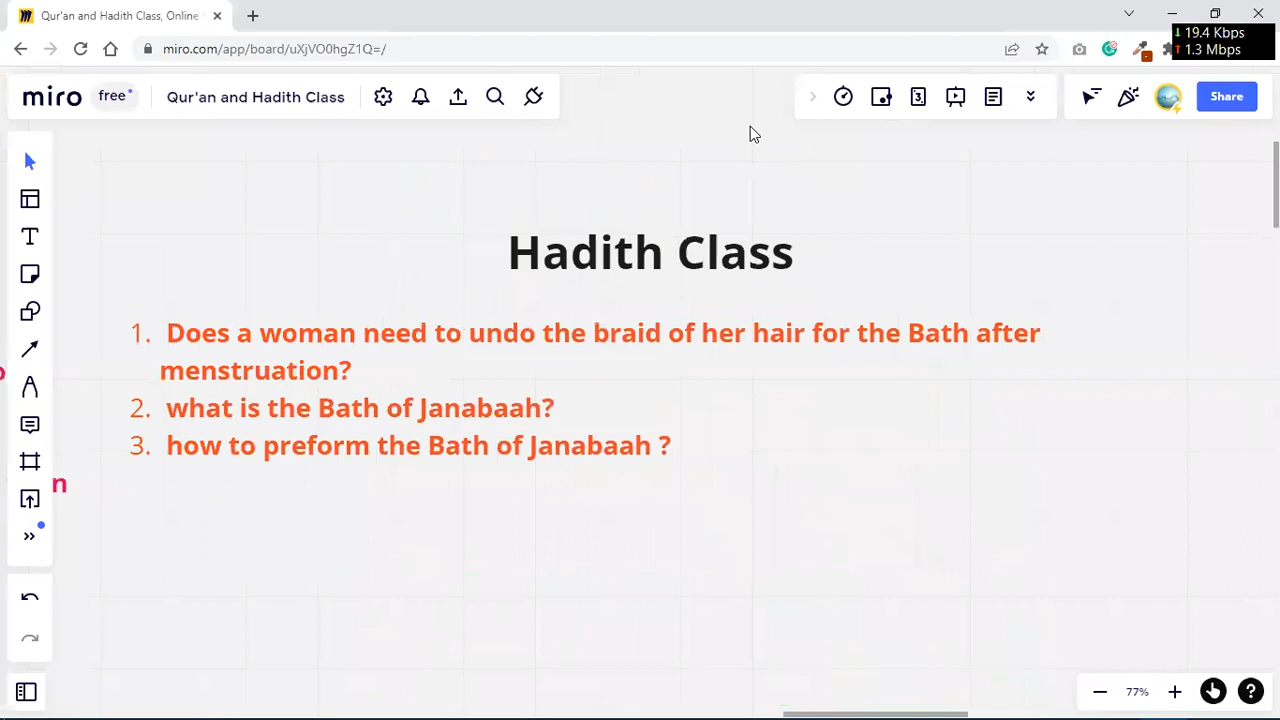 Qur'an and Hadith Class, Online
miro.com/app/board/uXjVO0hgZ1Q=/
19.4 Kbps
1.3 Mbps
miro free Qur'an and Hadith Class
Share
Hadith Class
1. Does a woman need to undo the braid of her hair for the Bath after
menstruation?
2. what is the Bath of Janabaah?
3. how to preform the Bath of Janabaah ?
n
77%